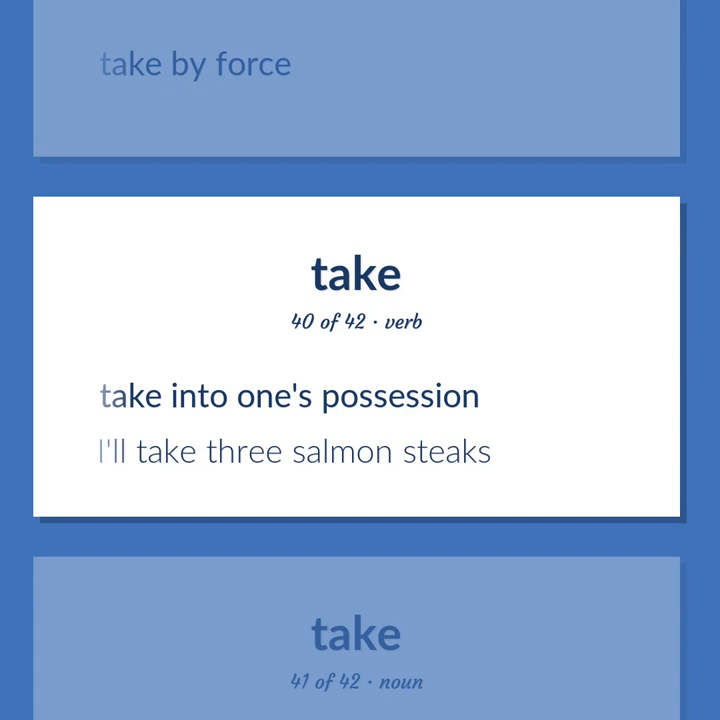 take by force
take
40 of 42 · verb
take into one's possession
I'll take three salmon steaks
take
41 of 42 · noun